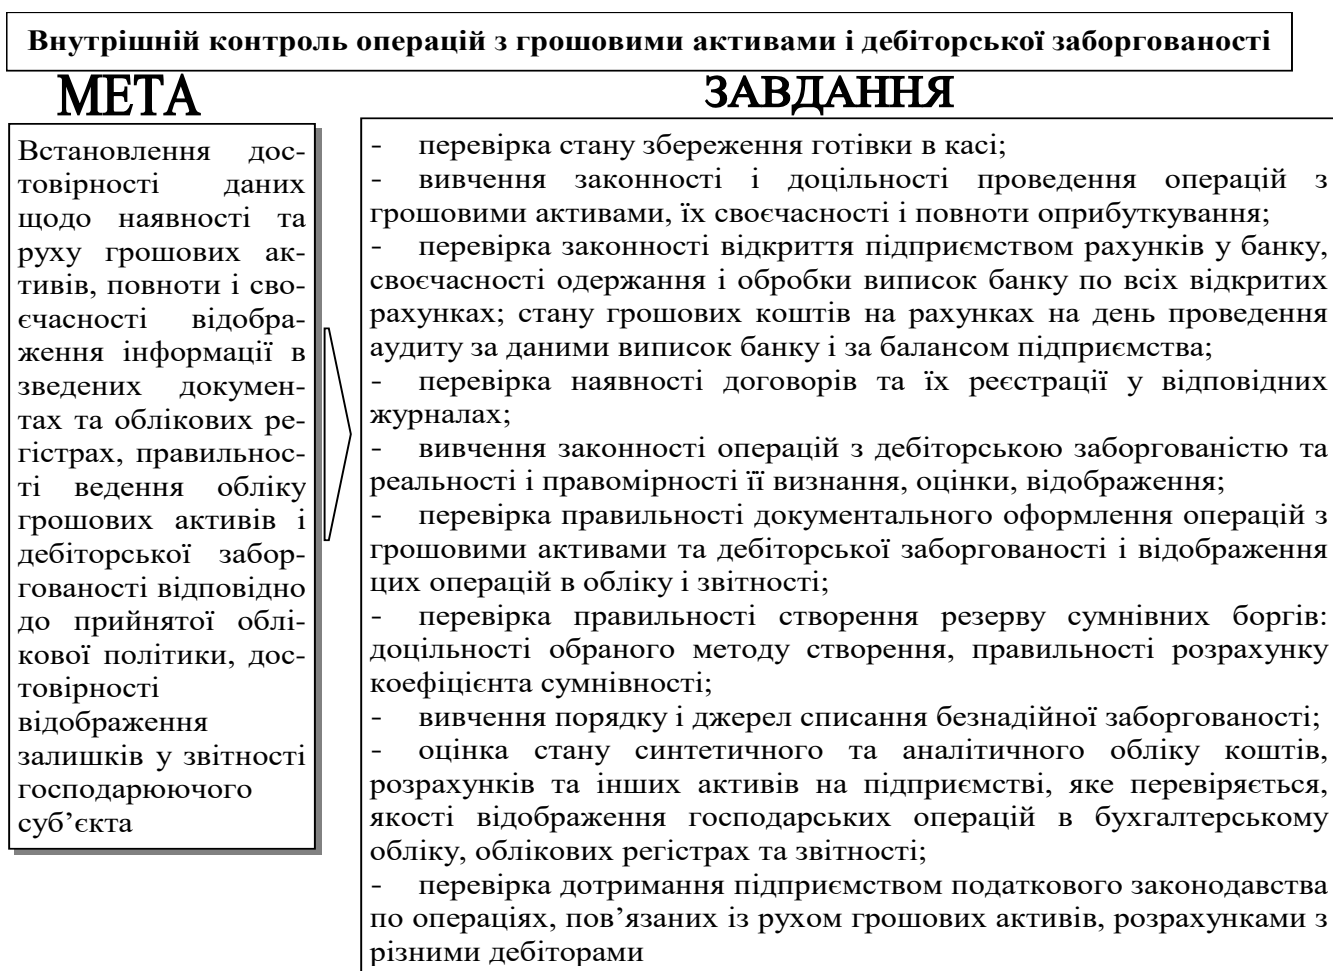 Внутрішній контроль операцій з грошовими активами і дебіторської заборгованості
МЕТА
Встановлення дос-
товірності даних
щодо наявності та
руху грошових ак-
тивів, повноти і сво-
єчасності відобра-
ження інформації в
зведених докумен-
тах та облікових ре-
гістрах, правильнос-
ті ведення обліку
грошових активів і
дебіторської забор-
гованості відповідно
до прийнятої облі-
кової політики, дос-
товірності
відображення
залишків у звітності
господарюючого
суб’єкта
ЗАВДАННЯ
- перевірка стану збереження готівки в касі;
- вивчення законності і доцільності проведення операцій з
грошовими активами, їх своєчасності і повноти оприбуткування;
- перевірка законності відкриття підприємством рахунків у банку,
своєчасності одержання і обробки виписок банку по всіх відкритих
рахунках; стану грошових коштів на рахунках на день проведення
аудиту за даними виписок банку і за балансом підприємства;
- перевірка наявності договорів та їх реєстрації у відповідних
журналах;
- вивчення законності операцій з дебіторською заборгованістю та
реальності і правомірності її визнання, оцінки, відображення;
- перевірка правильності документального оформлення операцій з
грошовими активами та дебіторської заборгованості і відображення
цих операцій в обліку і звітності;
- перевірка правильності створення резерву сумнівних боргів:
доцільності обраного методу створення, правильності розрахунку
коефіцієнта сумнівності;
- вивчення порядку і джерел списання безнадійної заборгованості;
- оцінка стану синтетичного та аналітичного обліку коштів,
розрахунків та інших активів на підприємстві, яке перевіряється,
якості відображення господарських операцій в бухгалтерському
обліку, облікових регістрах та звітності;
- перевірка дотримання підприємством податкового законодавства
по операціях, пов’язаних із рухом грошових активів, розрахунками з
різними дебіторами